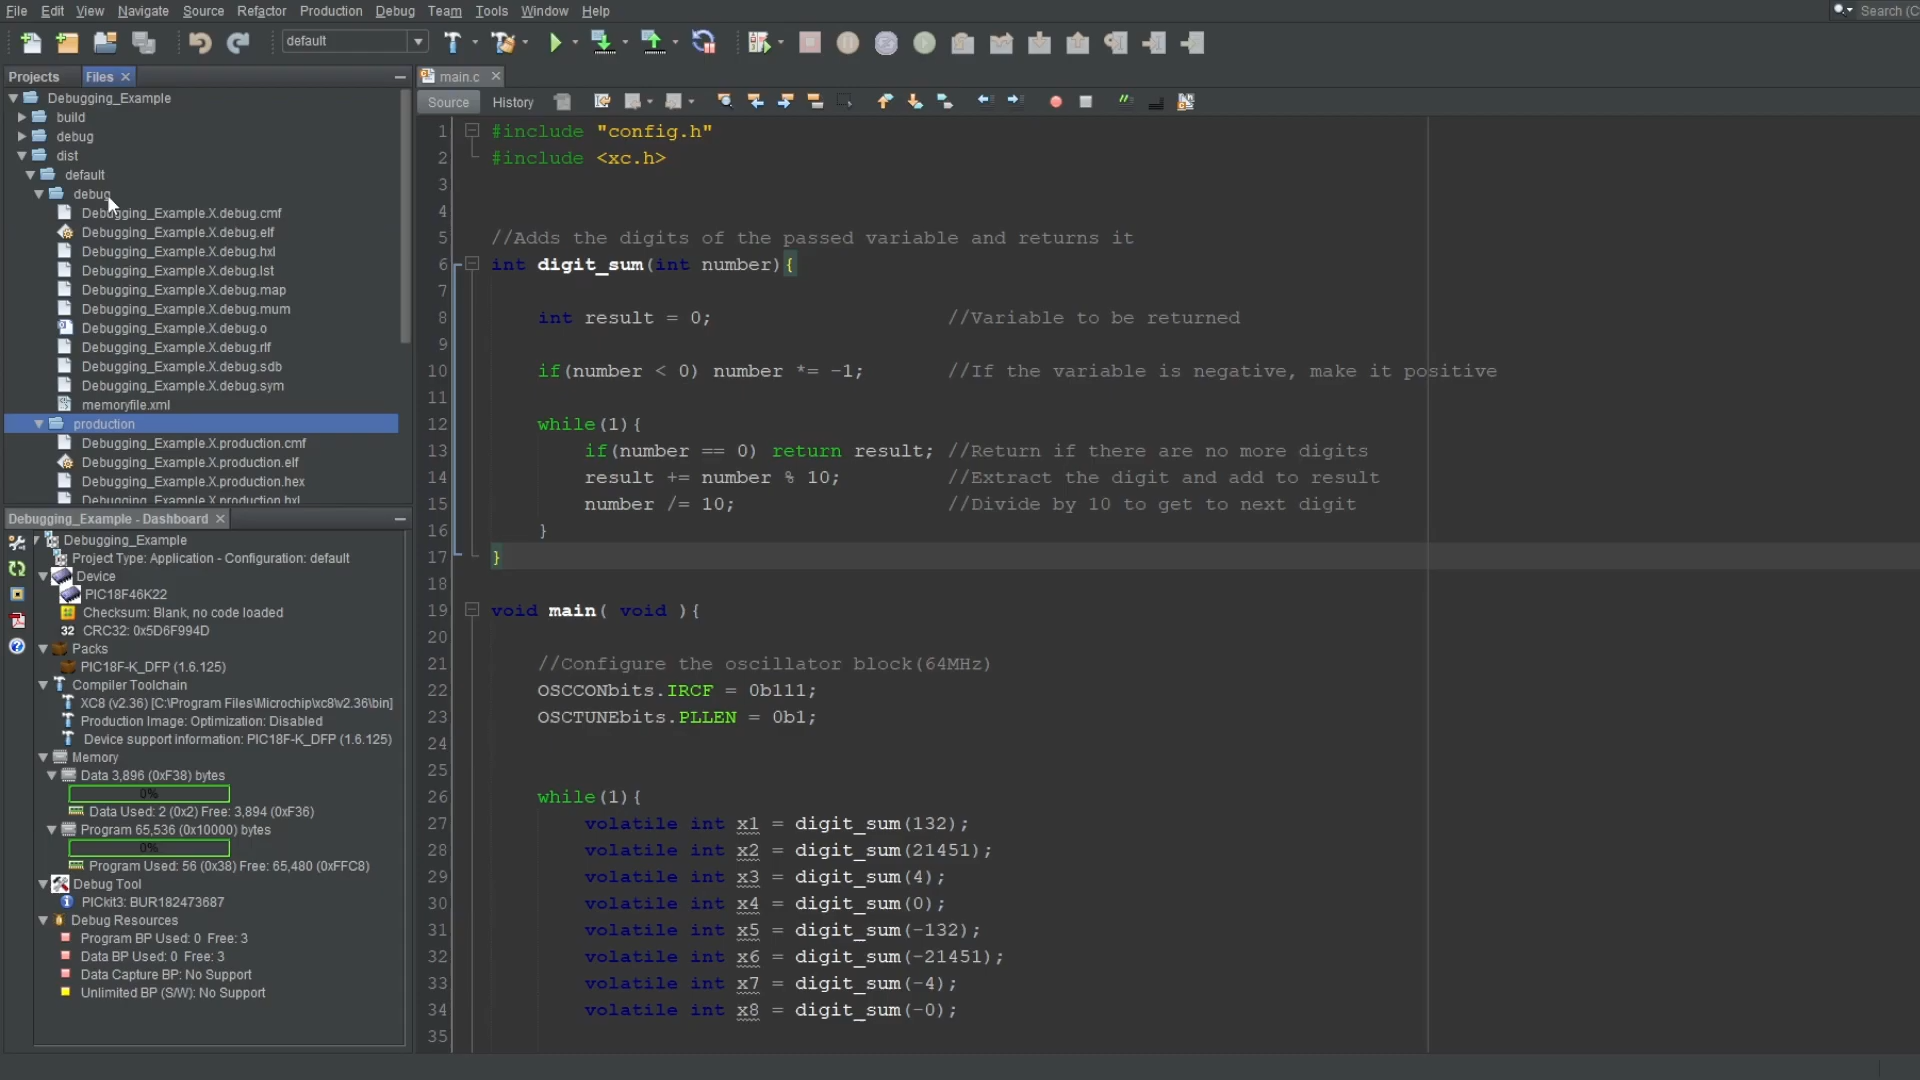 File Edit View Navigate Source Refactor Production Debug Team Tools Window Help
default
Projects Files
Debugging_Example
build
debug
dist
default
debug
Debugging_Example.X.debug.cmf
Debugging_Example.X.debug.elf
Debugging_Example.X.debug.hxl
Debugging_Example.X.debug.lst
Debugging_Example.X.debug.map
Debugging_Example.X.debug.mum
Debugging_Example.X.debug.o
Debugging_Example.X.debug.rlf
Debugging_Example.X.debug.sdb
Debugging_Example.X.debug.sym
memoryfile.xml
production
Debugging_Example.X.production.cmf
Debugging_Example.X.production.elf
Debugging_Example.X.production.hex
Debugging_Example.X.production.hxl
Debugging_Example - Dashboard
Debugging_Example
Project Type: Application - Configuration: default
Device
PIC18F46K22
Checksum: Blank, no code loaded
32 CRC32: 0x5D6F994D
Packs
PIC18F-K_DFP (1.6.125)
Compiler Toolchain
XC8 (v2.36) [C:\Program Files\Microchip\xc8\v2.36\bin]
Production Image: Optimization: Disabled
Device support information: PIC18F-K_DFP (1.6.125)
Memory
Data 3,896 (0xF38) bytes
0%
Data Used: 2 (0x2) Free: 3,894 (0xF36)
Program 65,536 (0x10000) bytes
0%
Program Used: 56 (0x38) Free: 65,480 (0xFFC8)
Debug Tool
PICkit3: BUR182473687
Debug Resources
Program BP Used: 0 Free: 3
Data BP Used: 0 Free: 3
Data Capture BP: No Support
Unlimited BP (S/W): No Support
Search (C
main.c
Source History
1 #include "config.h"
2 #include <xc.h>
3
4
5 //Adds the digits of the passed variable and returns it
6 int digit_sum(int number){
7
8 int result = 0; //Variable to be returned
9
10 if(number < 0) number *= -1; //If the variable is negative, make it positive
11
12 while(1){
13 if(number == 0) return result; //Return if there are no more digits
14 result += number % 10; //Extract the digit and add to result
15 number /= 10; //Divide by 10 to get to next digit
16 }
17 }
18
19 void main( void ){
20
21 //Configure the oscillator block(64MHz)
22 OSCCONbits.IRCF = 0b111;
23 OSCTUNEbits.PLLEN = 0b1;
24
25
26 while(1){
27 volatile int x1 = digit_sum(132);
28 volatile int x2 = digit_sum(21451);
29 volatile int x3 = digit_sum(4);
30 volatile int x4 = digit_sum(0);
31 volatile int x5 = digit_sum(-132);
32 volatile int x6 = digit_sum(-21451);
33 volatile int x7 = digit_sum(-4);
34 volatile int x8 = digit_sum(-0);
35